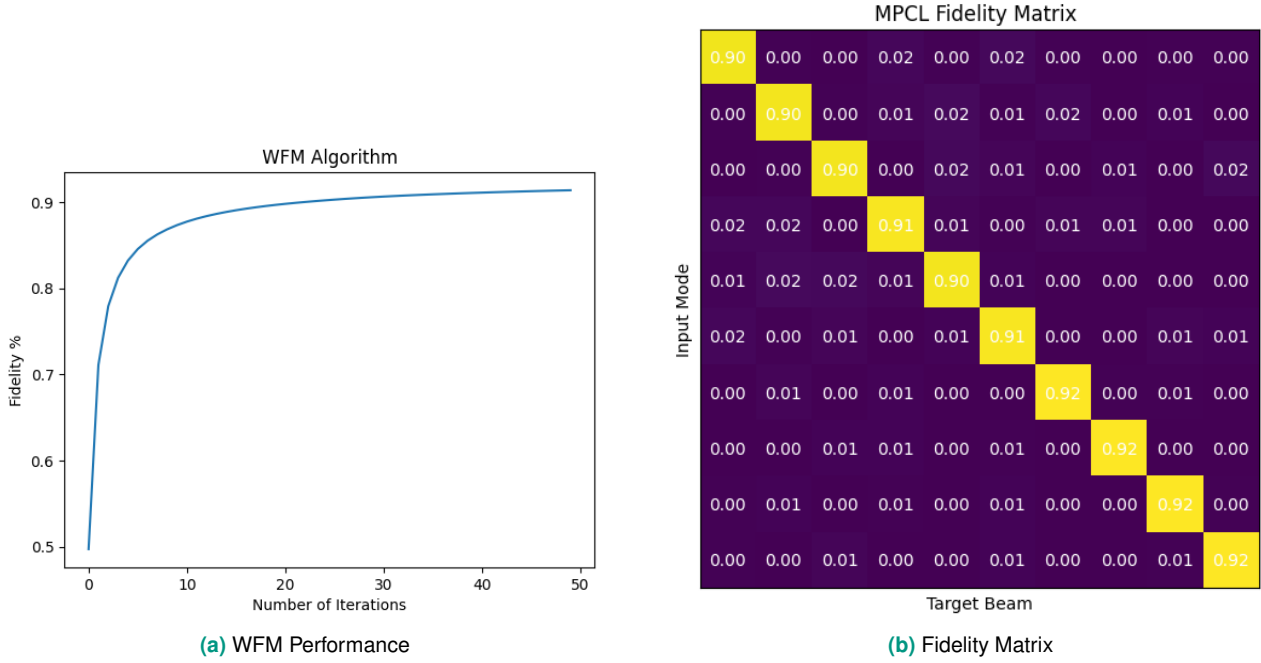 WFM Algorithm
Fidelity %
0.9
0.8
0.7
0.6
0.5
0 10 20 30 40 50
Number of Iterations
(a) WFM Performance
MPCL Fidelity Matrix
Input Mode
0.90 0.00 0.00 0.02 0.00 0.02 0.00 0.00 0.00 0.00
0.00 0.90 0.00 0.01 0.02 0.01 0.02 0.00 0.01 0.00
0.00 0.00 0.90 0.00 0.02 0.01 0.00 0.01 0.00 0.02
0.02 0.02 0.00 0.91 0.01 0.00 0.01 0.01 0.00 0.00
0.01 0.02 0.02 0.01 0.90 0.01 0.00 0.00 0.00 0.00
0.02 0.00 0.01 0.00 0.01 0.91 0.00 0.00 0.01 0.01
0.00 0.01 0.00 0.01 0.00 0.00 0.92 0.00 0.01 0.00
0.00 0.00 0.01 0.01 0.00 0.01 0.00 0.92 0.00 0.00
0.00 0.01 0.00 0.01 0.00 0.01 0.00 0.00 0.92 0.00
0.00 0.00 0.01 0.00 0.00 0.01 0.00 0.00 0.01 0.92
Target Beam
(b) Fidelity Matrix